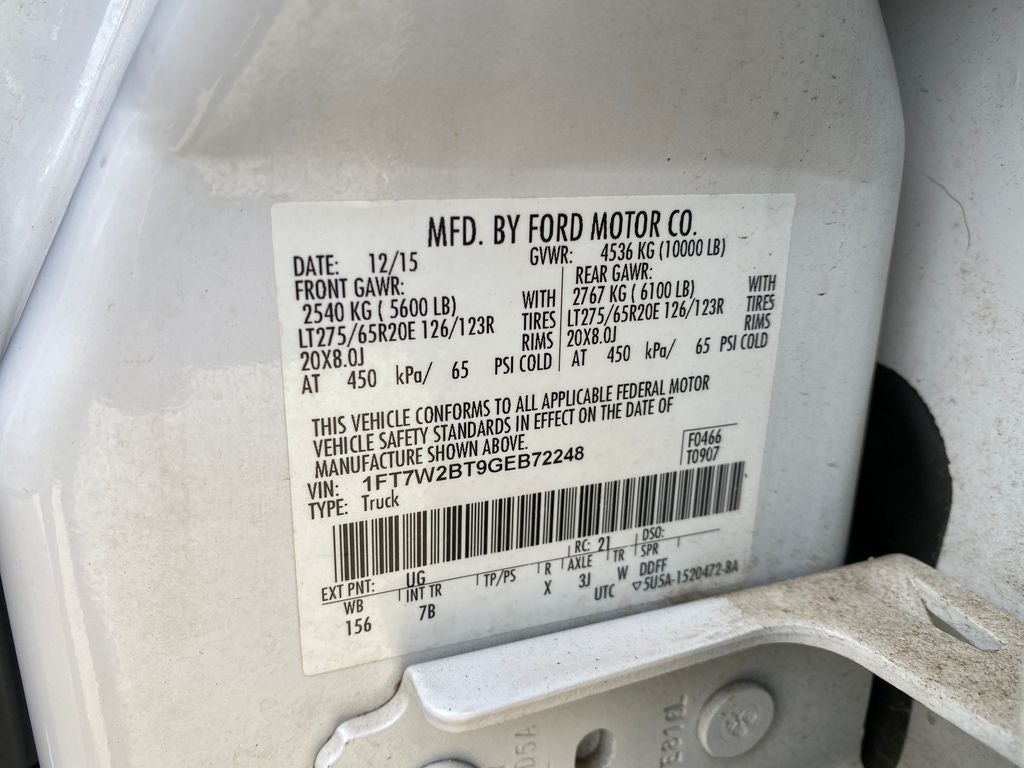 MFD. BY FORD MOTOR CO.
DATE: 12/15 GVWR: 4536 KG (10000 LB)
FRONT GAWR: REAR GAWR:
2540 KG ( 5600 LB) WITH 2767 KG ( 6100 LB) WITH
LT275/65R20E 126/123R TIRES LT275/65R20E 126/123R TIRES
20X8.0J RIMS 20X8.0J RIMS
AT 450 kPa/ 65 PSI COLD AT 450 kPa/ 65 PSI COLD
THIS VEHICLE CONFORMS TO ALL APPLICABLE FEDERAL MOTOR
VEHICLE SAFETY STANDARDS IN EFFECT ON THE DATE OF
MANUFACTURE SHOWN ABOVE.
VIN: 1FT7W2BT9GEB72248
TYPE: Truck
F0466
T0907
EXT PNT: UG RC: 21 DSO:
WB INT TR TP/PS R AXLE TR SPR
156 7B X 3J W DDFF
UTC ▽5U5A-1520472-BA